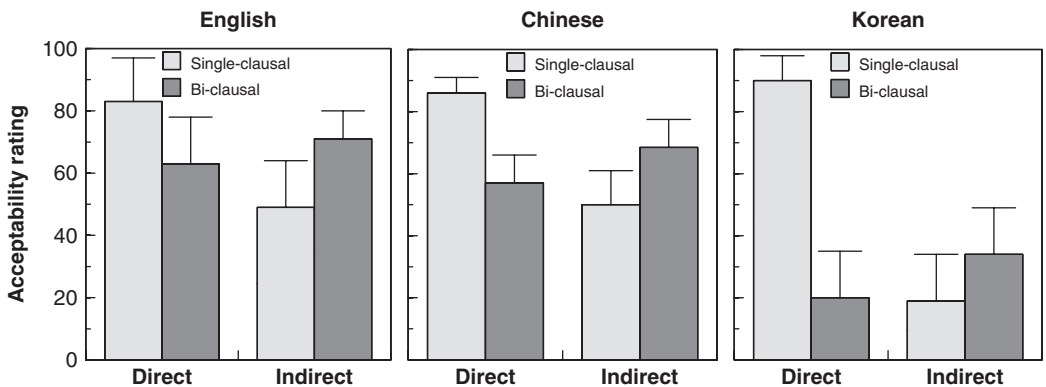 English Chinese Korean
Acceptability rating
100
80
60
40
20
0
Single-clausal
Bi-clausal
Single-clausal
Bi-clausal
Single-clausal
Bi-clausal
Direct Indirect Direct Indirect Direct Indirect